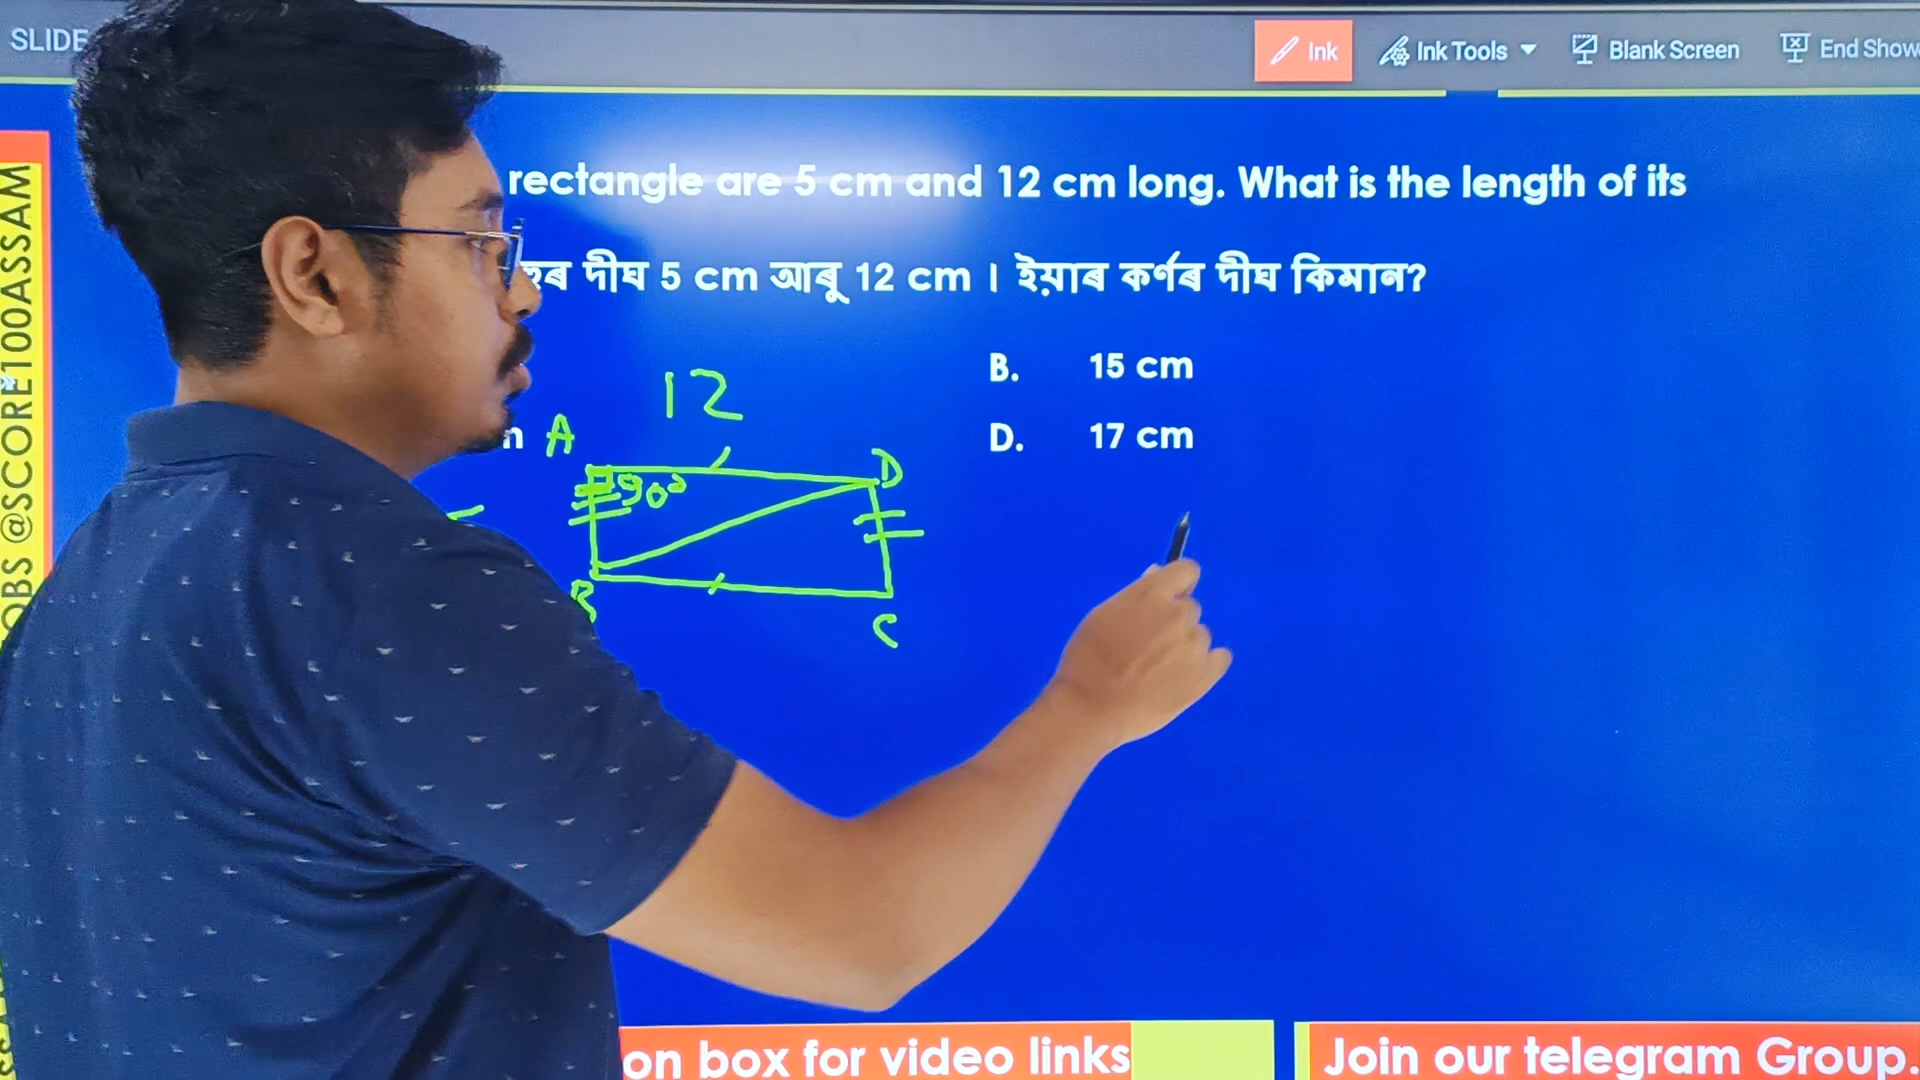 SLIDE
Ink
Ink Tools
Blank Screen
End Show
rectangle are 5 cm and 12 cm long. What is the length of its
দীঘ 5 cm আৰু 12 cm । ইয়াৰ কৰ্ণৰ দীঘ কিমান?
B. 15 cm
D. 17 cm
12
A
D
90°
B
C
@SCORE100ASSAM
on box for video links
Join our telegram Group.